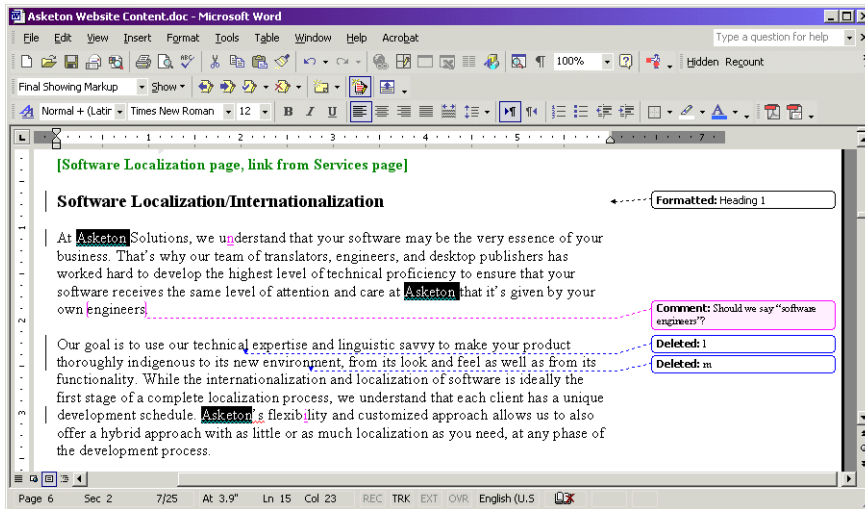 Asketon Website Content.doc - Microsoft Word
File Edit View Insert Format Tools Table Window Help Acrobat Type a question for help
100% Hidden Recount
Final Showing Markup Show
Normal + (Latir Times New Roman 12 B I U
1 2 3 4 5 7
[Software Localization page, link from Services page]
Software Localization/Internationalization
Formatted: Heading 1
At Asketon Solutions, we understand that your software may be the very essence of your
business. That's why our team of translators, engineers, and desktop publishers has
worked hard to develop the highest level of technical proficiency to ensure that your
software receives the same level of attention and care at Asketon that it's given by your
own engineers.
Comment: Should we say "software
engineers"?
Our goal is to use our technical expertise and linguistic savvy to make your product
Deleted: l
thoroughly indigenous to its new environment, from its look and feel as well as from its
Deleted: m
functionality. While the internationalization and localization of software is ideally the
first stage of a complete localization process, we understand that each client has a unique
development schedule. Asketon's flexibility and customized approach allows us to also
offer a hybrid approach with as little or as much localization as you need, at any phase of
the development process.
Page 6 Sec 2 7/25 At 3.9" Ln 15 Col 23 REC TRK EXT OVR English (U.S